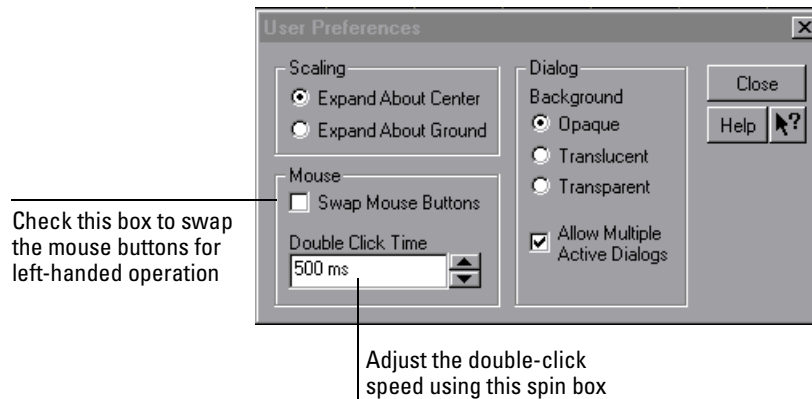 User Preferences
Scaling
Expand About Center
Expand About Ground
Mouse
Swap Mouse Buttons
Double Click Time
500 ms
Dialog
Background
Opaque
Translucent
Transparent
Allow Multiple
Active Dialogs
Close
Help
?
Check this box to swap
the mouse buttons for
left-handed operation
Adjust the double-click
speed using this spin box